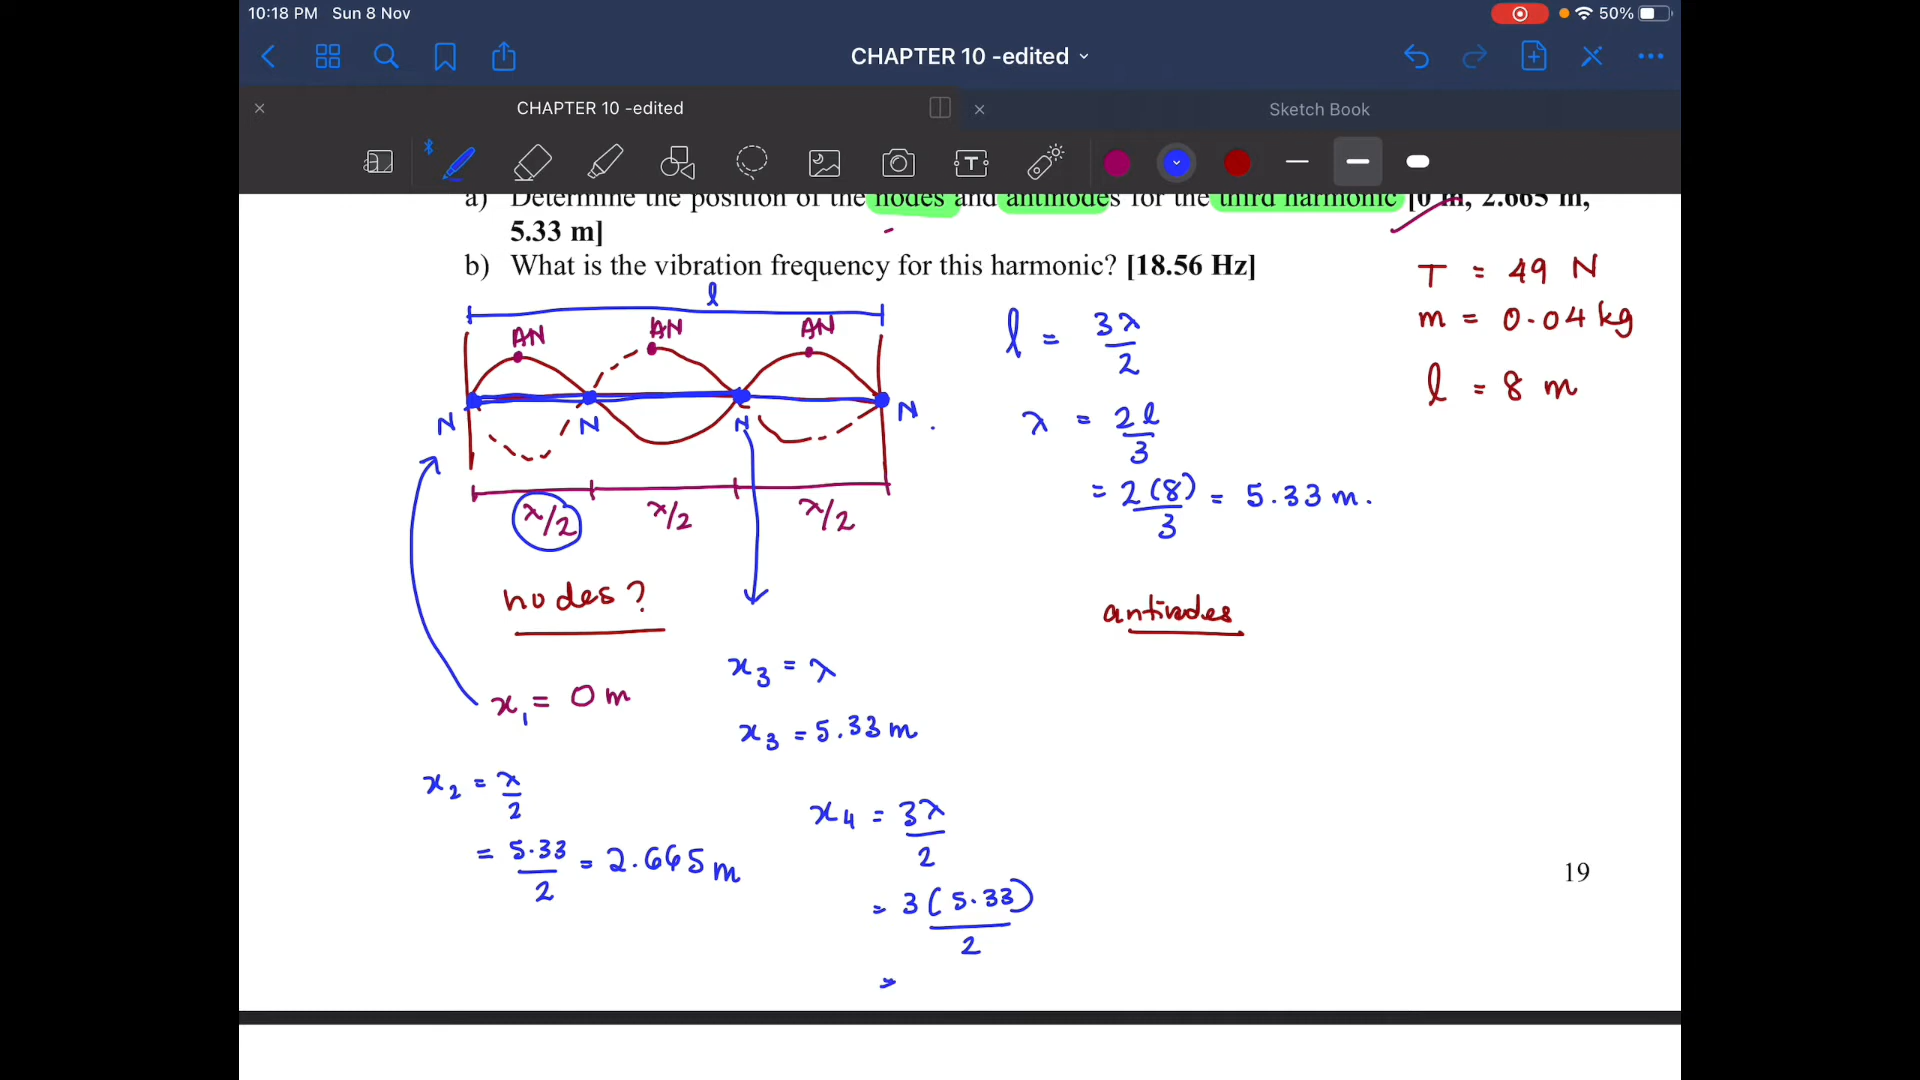 10:18 PM Sun 8 Nov
50%
CHAPTER 10 -edited
CHAPTER 10 -edited
Sketch Book
a) Determine the position of the nodes and antinodes for the third harmonic [0 m, 2.665 m,
5.33 m]
b) What is the vibration frequency for this harmonic? [18.56 Hz]
T = 49 N
m = 0.04 kg
l = 8 m
l
AN AN AN
N N N N
λ/2 λ/2 λ/2
l = 3λ/2
λ = 2l/3
= 2(8)/3 = 5.33 m.
nodes?
x₁ = 0 m
x₂ = λ/2
= 5.33/2 = 2.665 m
x₃ = λ
x₃ = 5.33 m
x₄ = 3λ/2
= 3(5.33)/2
=
antinodes
19